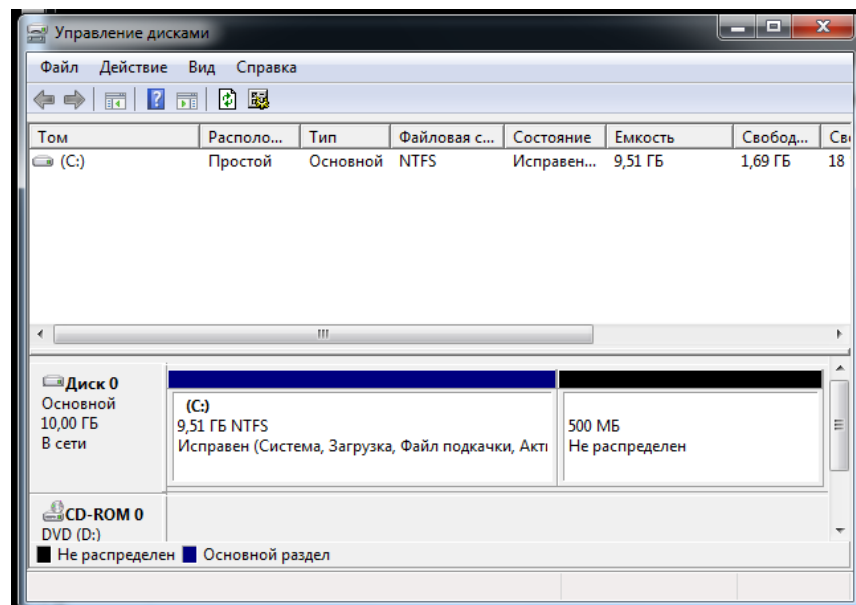 Управление дисками
Файл Действие Вид Справка
Том Располо... Тип Файловая с... Состояние Емкость Свобод... Сво
(C:) Простой Основной NTFS Исправен... 9,51 ГБ 1,69 ГБ 18
Диск 0
Основной
10,00 ГБ
В сети
(C:)
9,51 ГБ NTFS
Исправен (Система, Загрузка, Файл подкачки, Акти
500 МБ
Не распределен
CD-ROM 0
DVD (D:)
Не распределен Основной раздел